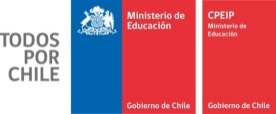 TODOS
POR
CHILE
Ministerio de
Educación
Gobierno de Chile
CPEIP
Ministerio de
Educación
Gobierno de Chile